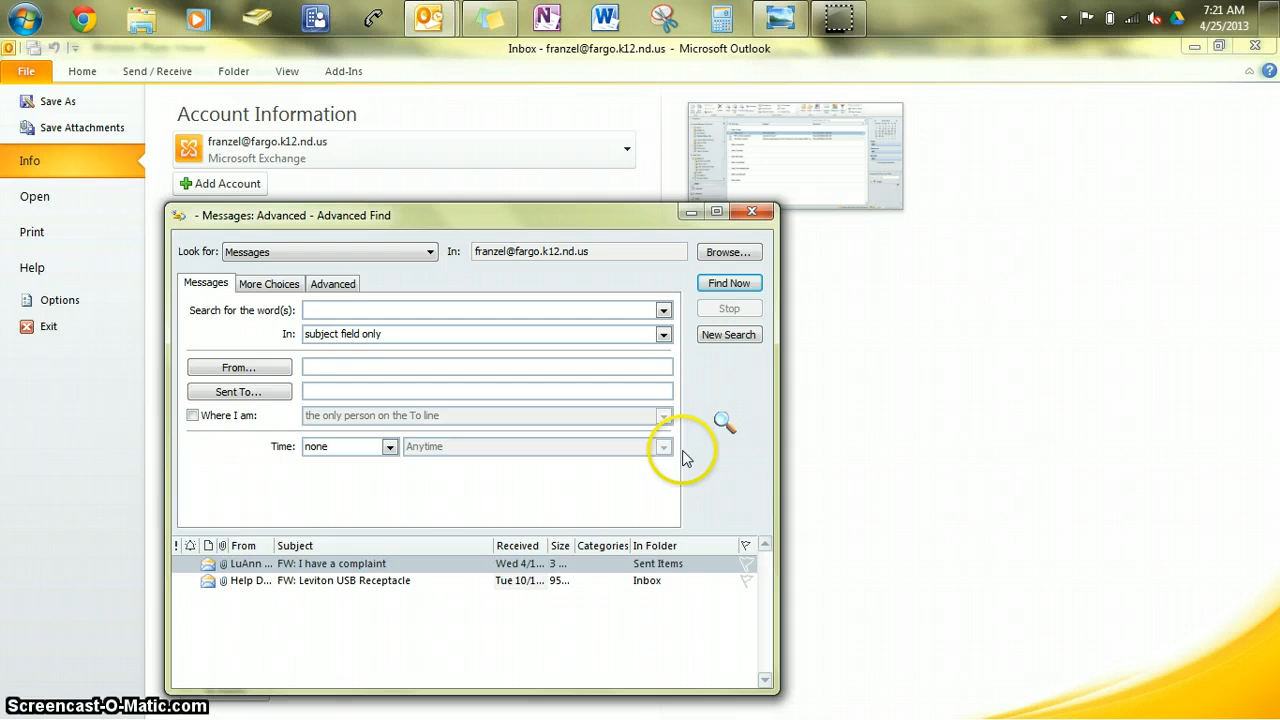 7:21 AM
4/25/2013
Inbox - franzel@fargo.k12.nd.us - Microsoft Outlook
File Home Send / Receive Folder View Add-Ins
Save As
Save Attachments
Info
Open
Print
Help
Options
Exit
Account Information
franzel@fargo.k12.nd.us
Microsoft Exchange
Add Account
- Messages: Advanced - Advanced Find
Look for: Messages In: franzel@fargo.k12.nd.us Browse...
Messages More Choices Advanced Find Now
Search for the word(s): Stop
In: subject field only New Search
From...
Sent To...
Where I am: the only person on the To line
Time: none Anytime
! From Subject Received Size Categories In Folder
LuAnn ... FW: I have a complaint Wed 4/1... 3 ... Sent Items
Help D... FW: Leviton USB Receptacle Tue 10/1... 95... Inbox
Screencast-O-Matic.com